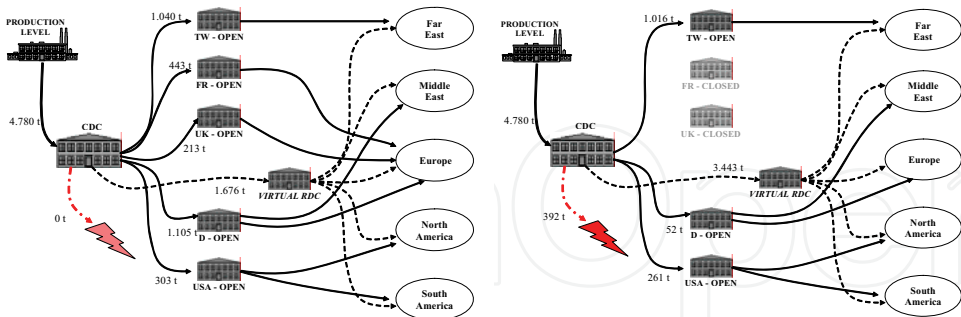 PRODUCTION
LEVEL
4.780 t
CDC
0 t
1.040 t
TW - OPEN
443 t
FR - OPEN
213 t
UK - OPEN
1.676 t
VIRTUAL RDC
1.105 t
D - OPEN
303 t
USA - OPEN
Far
East
Middle
East
Europe
North
America
South
America
PRODUCTION
LEVEL
4.780 t
CDC
392 t
1.016 t
TW - OPEN
FR - CLOSED
UK - CLOSED
3.443 t
VIRTUAL RDC
52 t
D - OPEN
261 t
USA - OPEN
Far
East
Middle
East
Europe
North
America
South
America